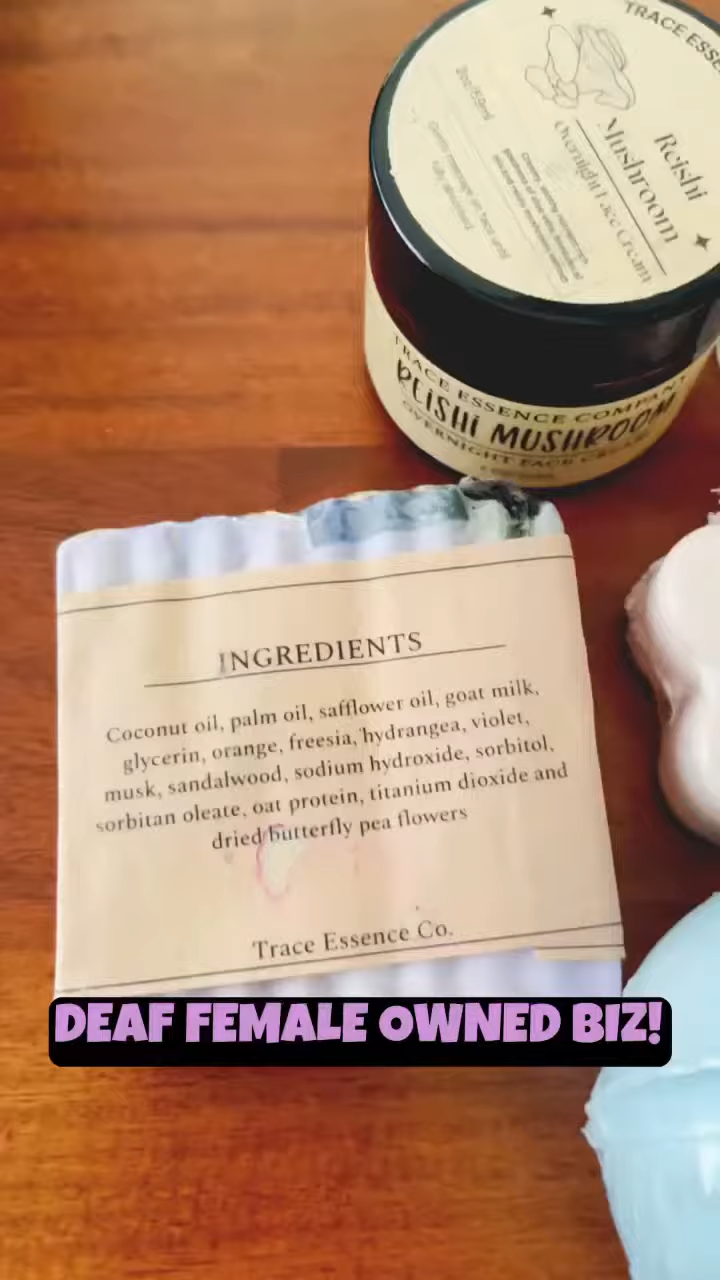 TRACE ESSE
2oz/59ml
Reishi
Mushroom
Overnight Face Cream
TRACE ESSENCE COMPANY
REISHI MUSHROOM
OVERNIGHT FACE CREAM
INGREDIENTS
Coconut oil, palm oil, safflower oil, goat milk,
glycerin, orange, freesia, hydrangea, violet,
musk, sandalwood, sodium hydroxide, sorbitol,
sorbitan oleate, oat protein, titanium dioxide and
dried butterfly pea flowers
Trace Essence Co.
DEAF FEMALE OWNED BIZ!